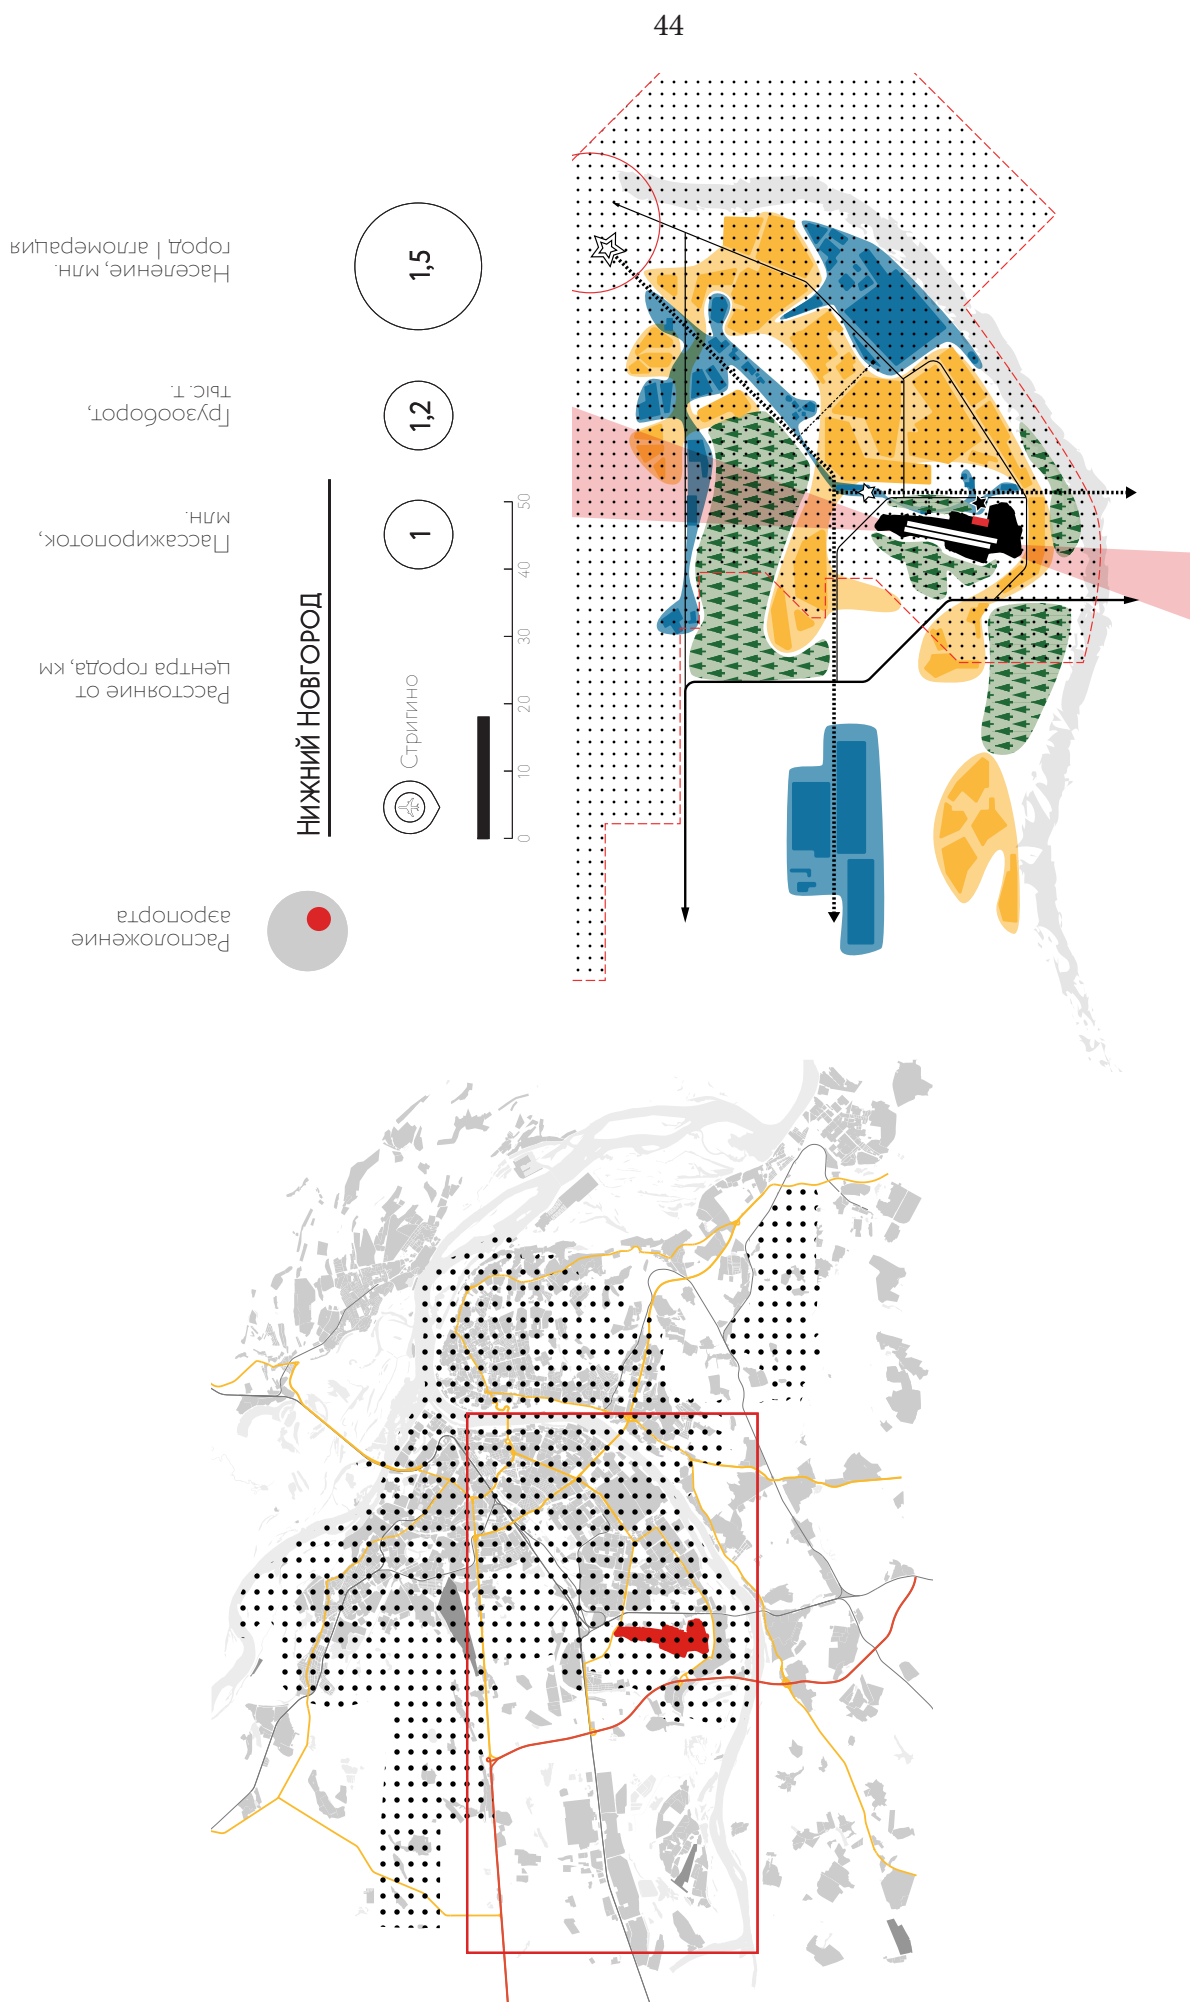 44
Население, млн.
город | агломерация
1,5
Грузооборот,
тыс. т.
1,2
Пассажиропоток,
млн.
1
Расстояние от
центра города, км
НИЖНИЙ НОВГОРОД
Стригино
0
10
20
30
40
50
Расположение
аэропорта